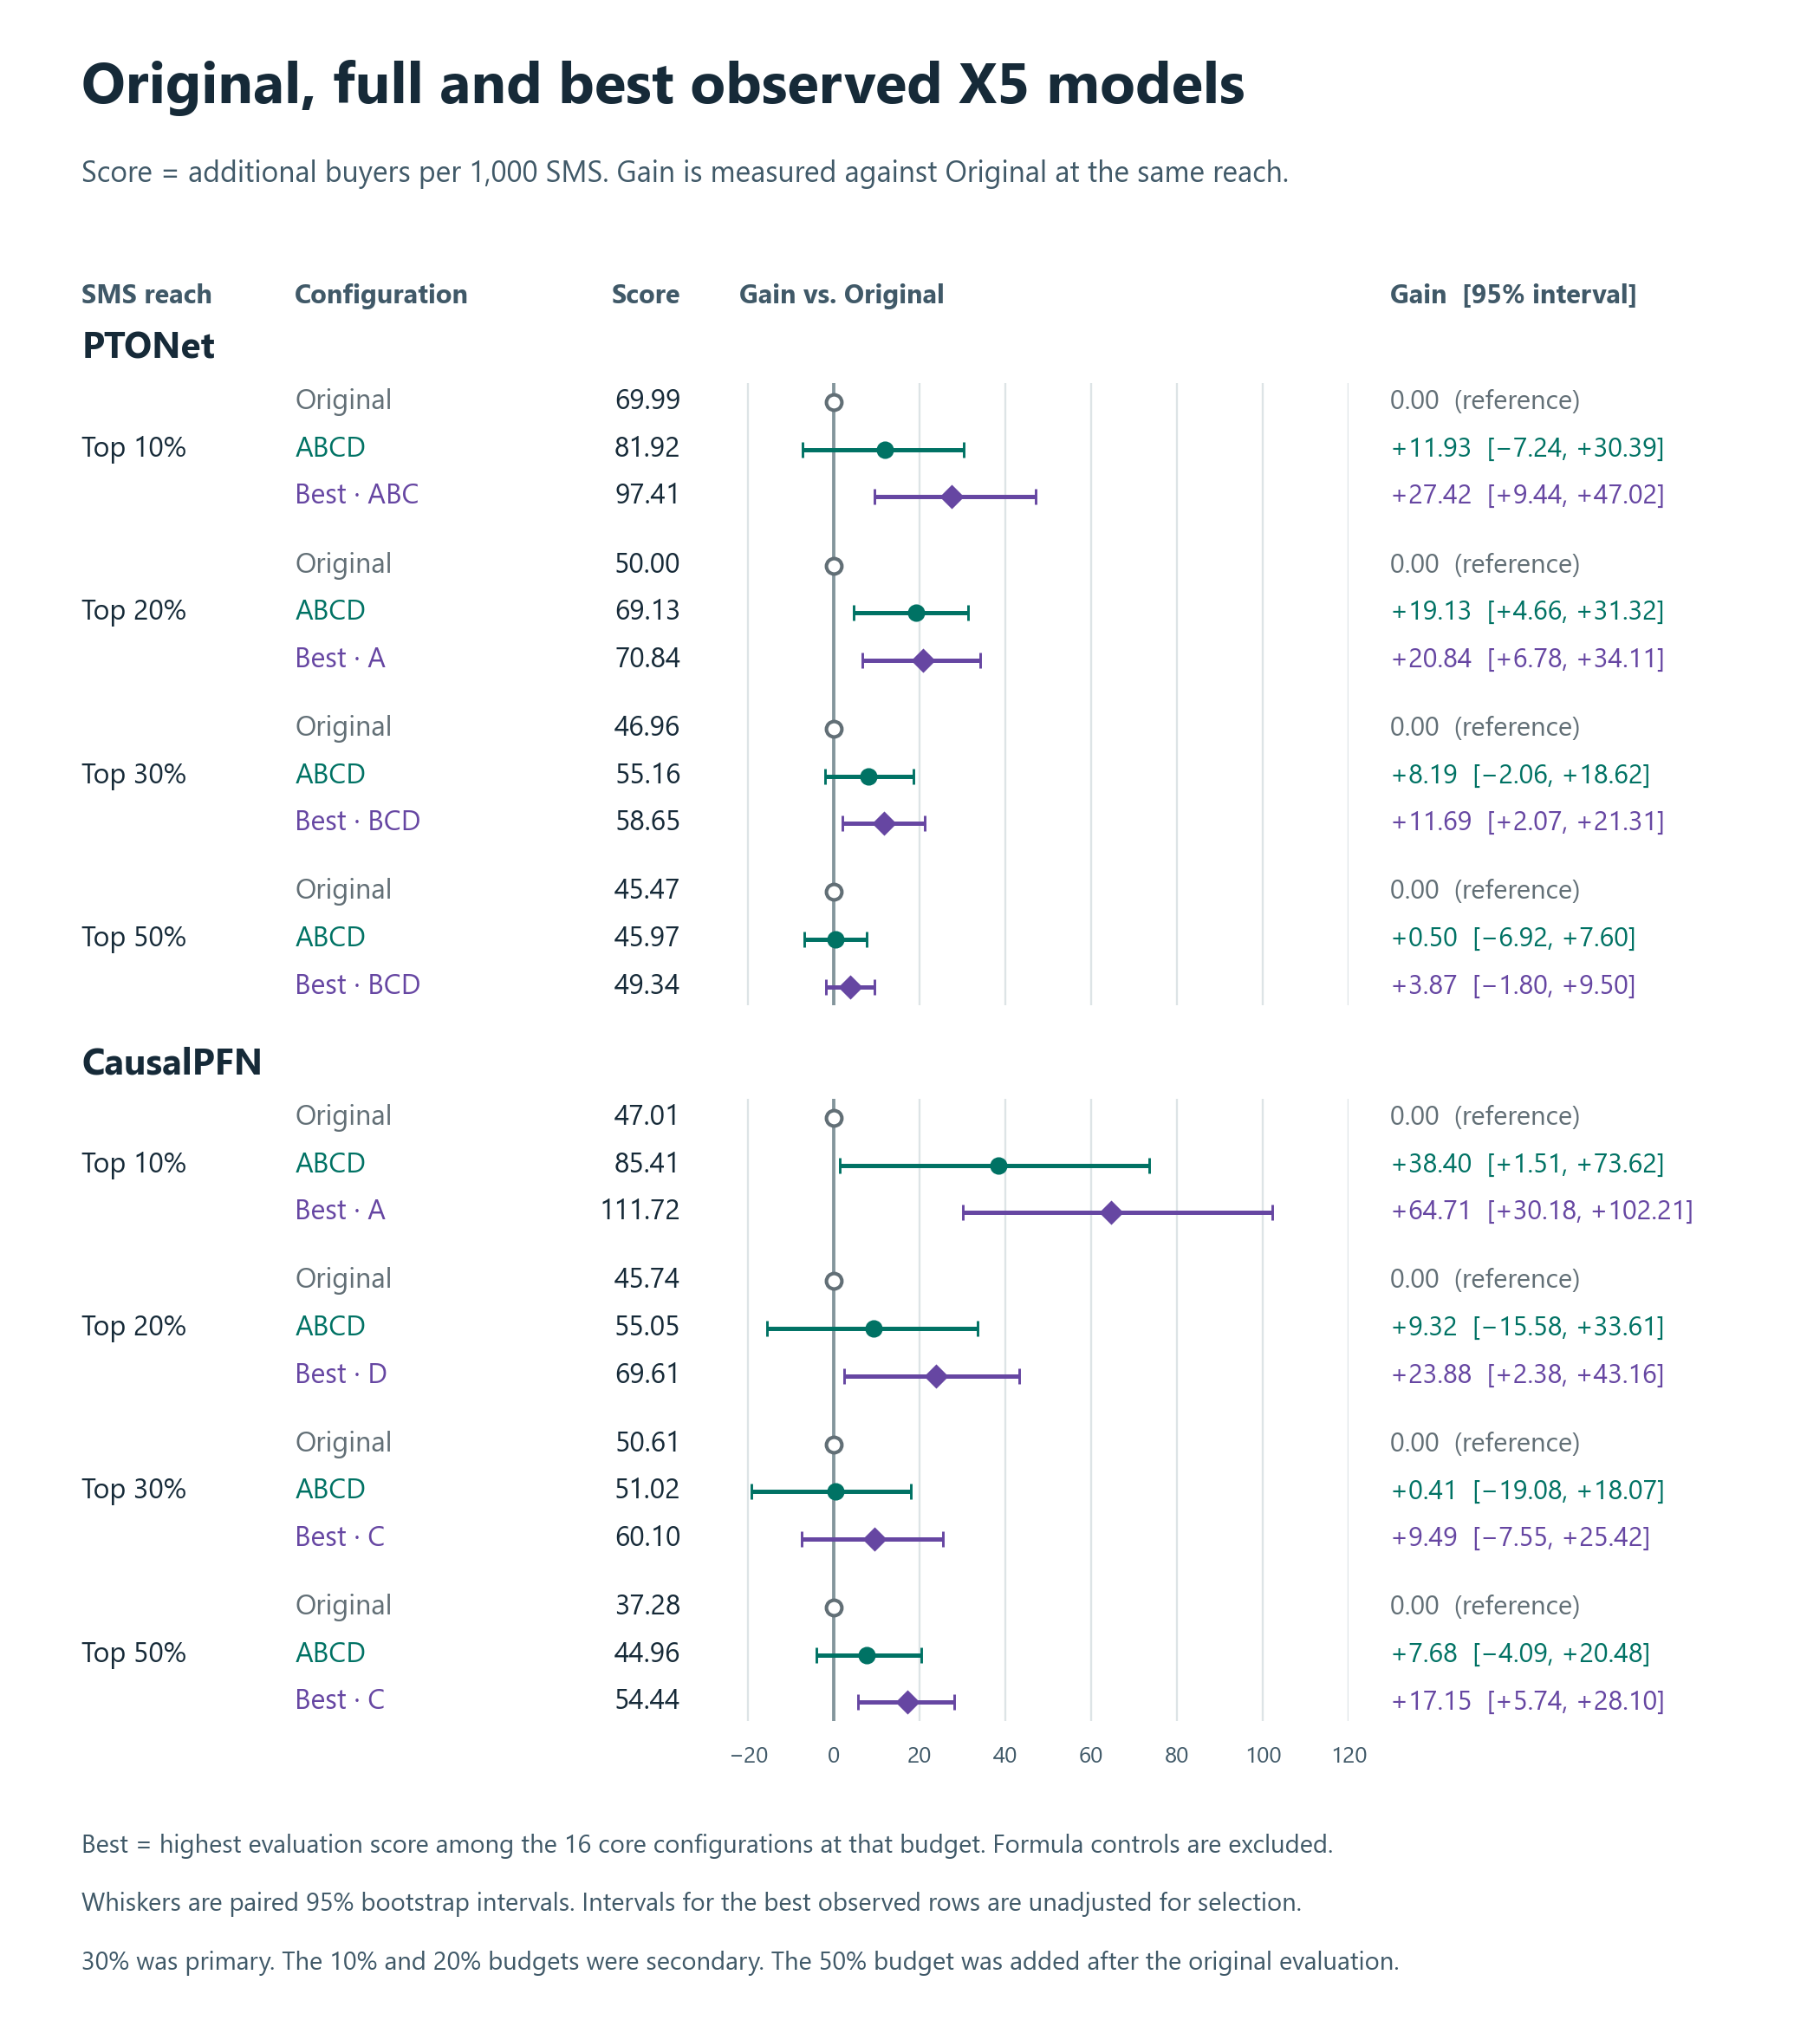 Original, full and best observed X5 models
Score = additional buyers per 1,000 SMS. Gain is measured against Original at the same reach.
SMS reach Configuration Score Gain vs. Original Gain [95% interval]
PTONet
Original 69.99 0.00 (reference)
Top 10% ABCD 81.92 +11.93 [−7.24, +30.39]
Best · ABC 97.41 +27.42 [+9.44, +47.02]
Original 50.00 0.00 (reference)
Top 20% ABCD 69.13 +19.13 [+4.66, +31.32]
Best · A 70.84 +20.84 [+6.78, +34.11]
Original 46.96 0.00 (reference)
Top 30% ABCD 55.16 +8.19 [−2.06, +18.62]
Best · BCD 58.65 +11.69 [+2.07, +21.31]
Original 45.47 0.00 (reference)
Top 50% ABCD 45.97 +0.50 [−6.92, +7.60]
Best · BCD 49.34 +3.87 [−1.80, +9.50]
CausalPFN
Original 47.01 0.00 (reference)
Top 10% ABCD 85.41 +38.40 [+1.51, +73.62]
Best · A 111.72 +64.71 [+30.18, +102.21]
Original 45.74 0.00 (reference)
Top 20% ABCD 55.05 +9.32 [−15.58, +33.61]
Best · D 69.61 +23.88 [+2.38, +43.16]
Original 50.61 0.00 (reference)
Top 30% ABCD 51.02 +0.41 [−19.08, +18.07]
Best · C 60.10 +9.49 [−7.55, +25.42]
Original 37.28 0.00 (reference)
Top 50% ABCD 44.96 +7.68 [−4.09, +20.48]
Best · C 54.44 +17.15 [+5.74, +28.10]
−20 0 20 40 60 80 100 120
Best = highest evaluation score among the 16 core configurations at that budget. Formula controls are excluded.
Whiskers are paired 95% bootstrap intervals. Intervals for the best observed rows are unadjusted for selection.
30% was primary. The 10% and 20% budgets were secondary. The 50% budget was added after the original evaluation.